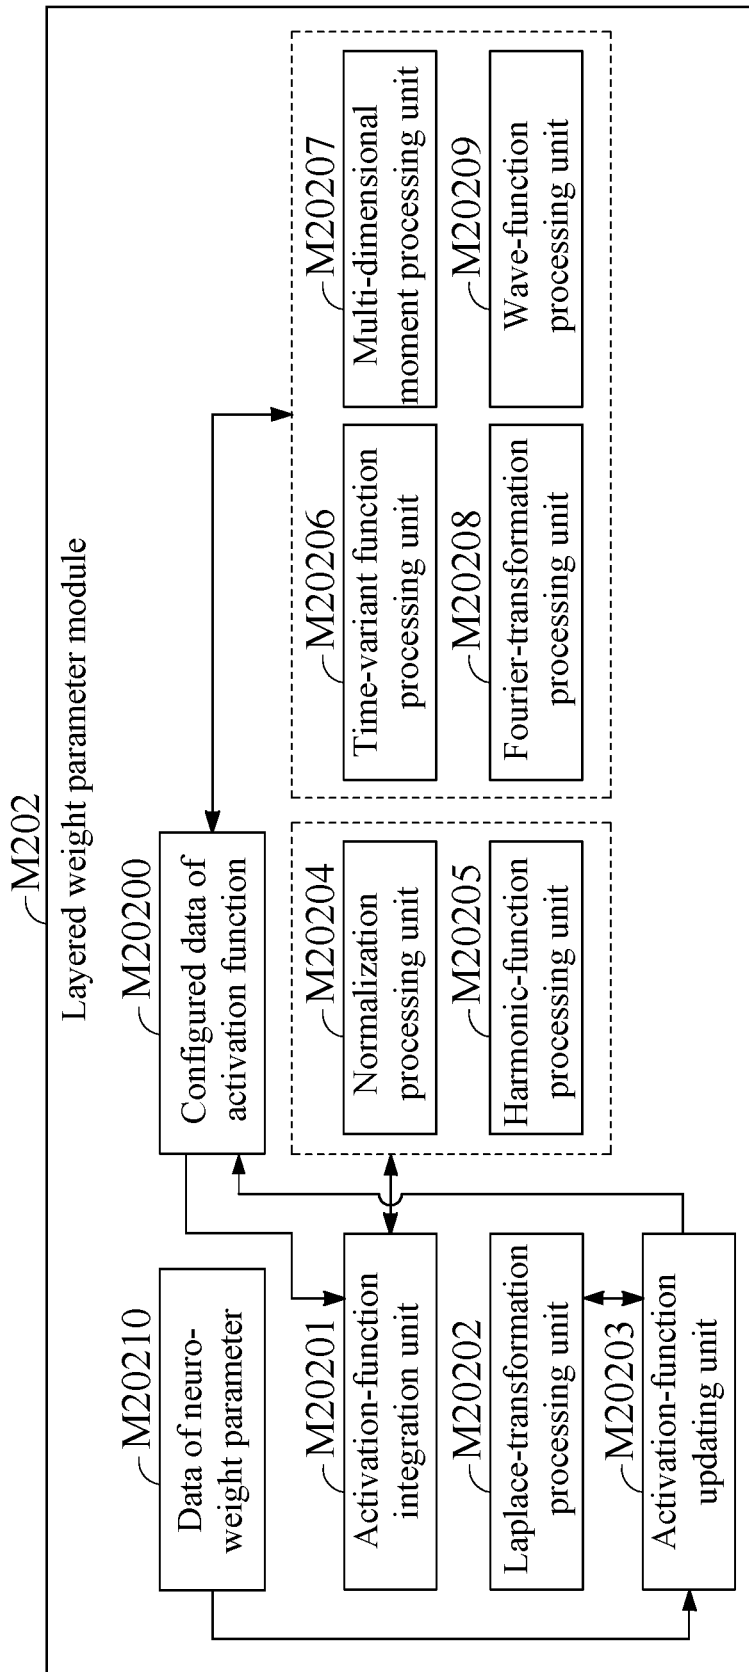 M202
Layered weight parameter module
M20210
Data of neuro-
weight parameter
M20200
Configured data of
activation function
M20201
Activation-function
integration unit
M20204
Normalization
processing unit
M20206
Time-variant function
processing unit
M20207
Multi-dimensional
moment processing unit
M20202
Laplace-transformation
processing unit
M20205
Harmonic-function
processing unit
M20208
Fourier-transformation
processing unit
M20209
Wave-function
processing unit
M20203
Activation-function
updating unit